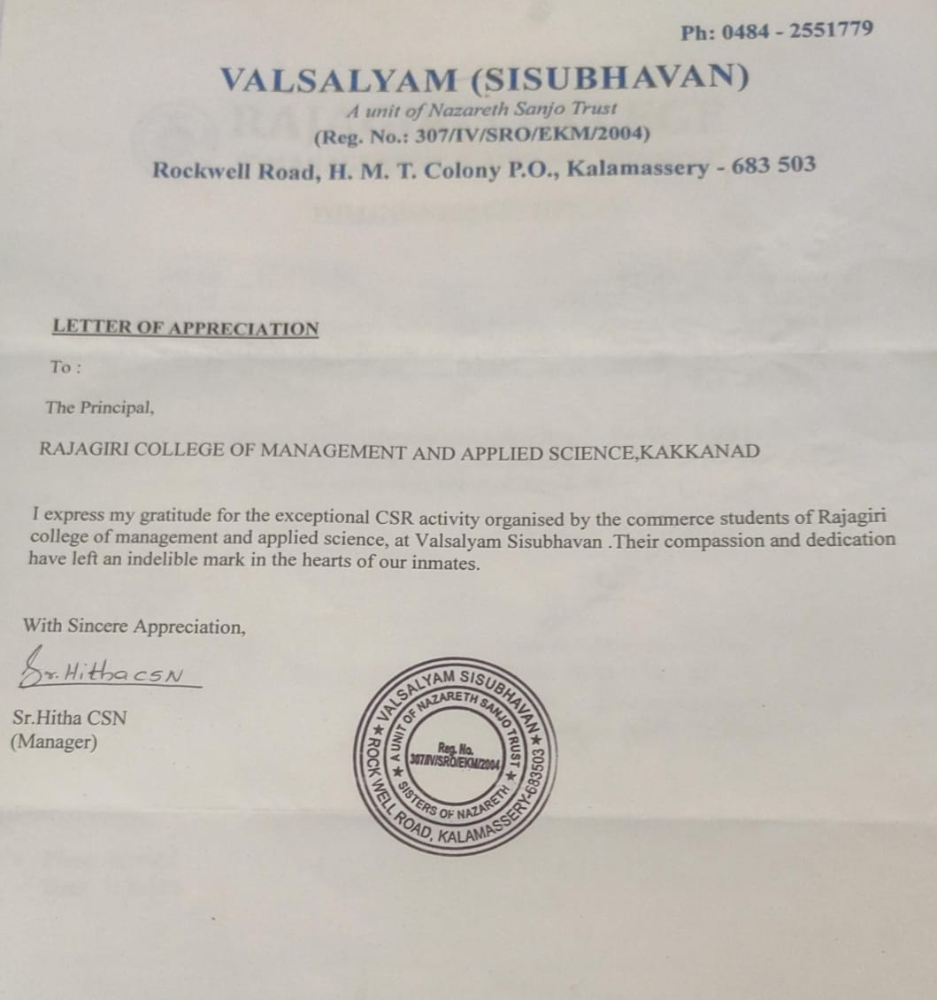 Ph: 0484 - 2551779
VALSALYAM (SISUBHAVAN)
A unit of Nazareth Sanjo Trust
(Reg. No.: 307/IV/SRO/EKM/2004)
Rockwell Road, H. M. T. Colony P.O., Kalamassery - 683 503
LETTER OF APPRECIATION
To :
The Principal,
RAJAGIRI COLLEGE OF MANAGEMENT AND APPLIED SCIENCE,KAKKANAD
I express my gratitude for the exceptional CSR activity organised by the commerce students of Rajagiri
college of management and applied science, at Valsalyam Sisubhavan .Their compassion and dedication
have left an indelible mark in the hearts of our inmates.
With Sincere Appreciation,
Sr. Hitha CSN
Sr.Hitha CSN
(Manager)
★ VALSALYAM SISUBHAVAN ★
ROCK WELL ROAD, KALAMASSERY-683503
★ A UNIT OF NAZARETH SANJO TRUST ★
SISTERS OF NAZARETH
Reg. No.
307/IV/SRO/EKM/2004